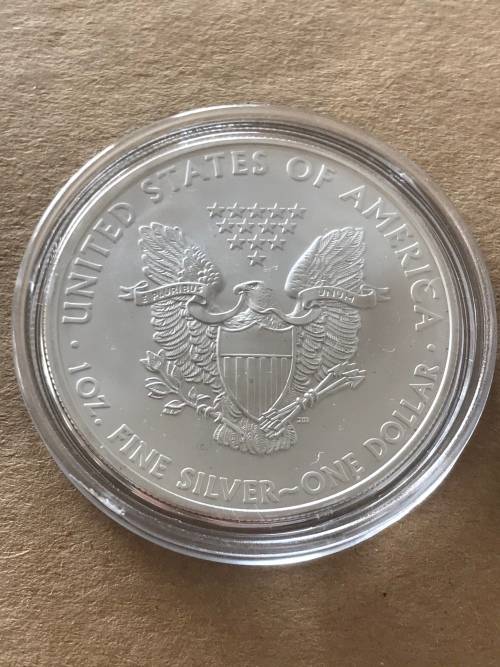 UNITED STATES OF AMERICA
E PLURIBUS UNUM
1 OZ. FINE SILVER~ONE DOLLAR